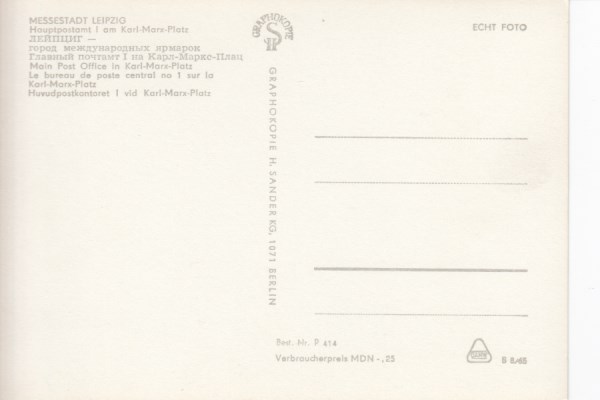 MESSESTADT LEIPZIG
Hauptpostamt I am Karl-Marx-Platz
ЛЕЙПЦИГ —
город международных ярмарок
Главный почтамт I на Карл-Маркс-Плац
Main Post Office in Karl-Marx-Platz
Le bureau de poste central no 1 sur la
Karl-Marx-Platz
Huvudpostkontoret I vid Karl-Marx-Platz
GRAPHOKOPIE
GRAPHOKOPIE H. SANDER KG, 1071 BERLIN
ECHT FOTO
Best.-Nr. P 414
Verbraucherpreis MDN -,25